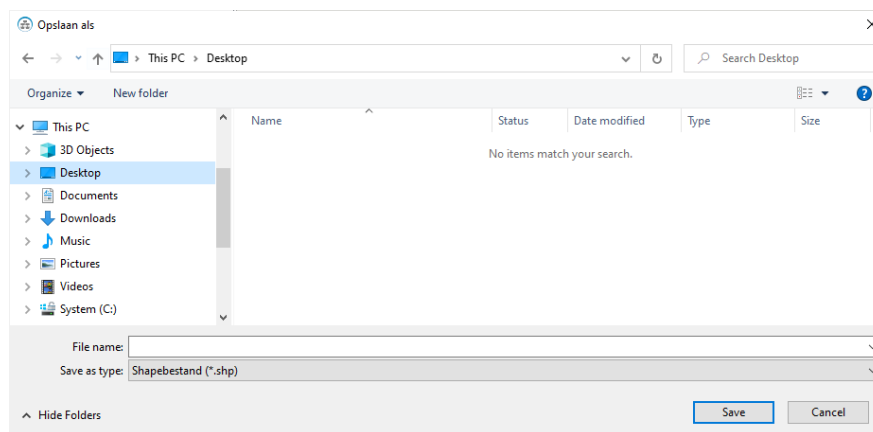 Opslaan als
This PC > Desktop
Search Desktop
Organize
New folder
?
Name
Status
Date modified
Type
Size
No items match your search.
This PC
3D Objects
Desktop
Documents
Downloads
Music
Pictures
Videos
System (C:)
File name:
Save as type: Shapebestand (*.shp)
Hide Folders
Save
Cancel